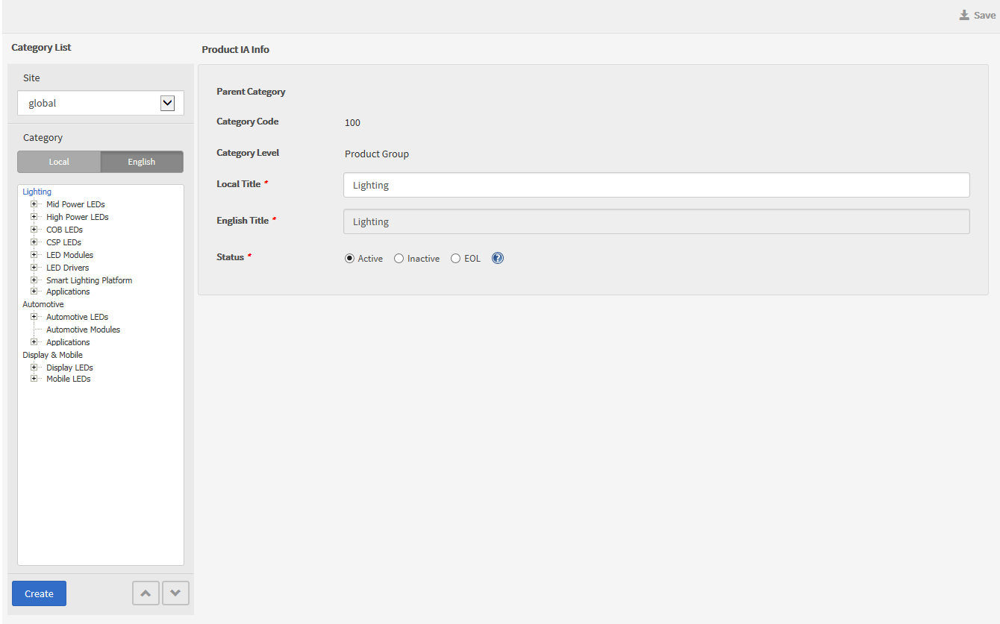 Save
Category List
Site
global
Category
Local English
Lighting
Mid Power LEDs
High Power LEDs
COB LEDs
CSP LEDs
LED Modules
LED Drivers
Smart Lighting Platform
Applications
Automotive
Automotive LEDs
Automotive Modules
Applications
Display & Mobile
Display LEDs
Mobile LEDs
Create
Product IA Info
Parent Category
Category Code 100
Category Level Product Group
Local Title * Lighting
English Title * Lighting
Status * Active Inactive EOL ?